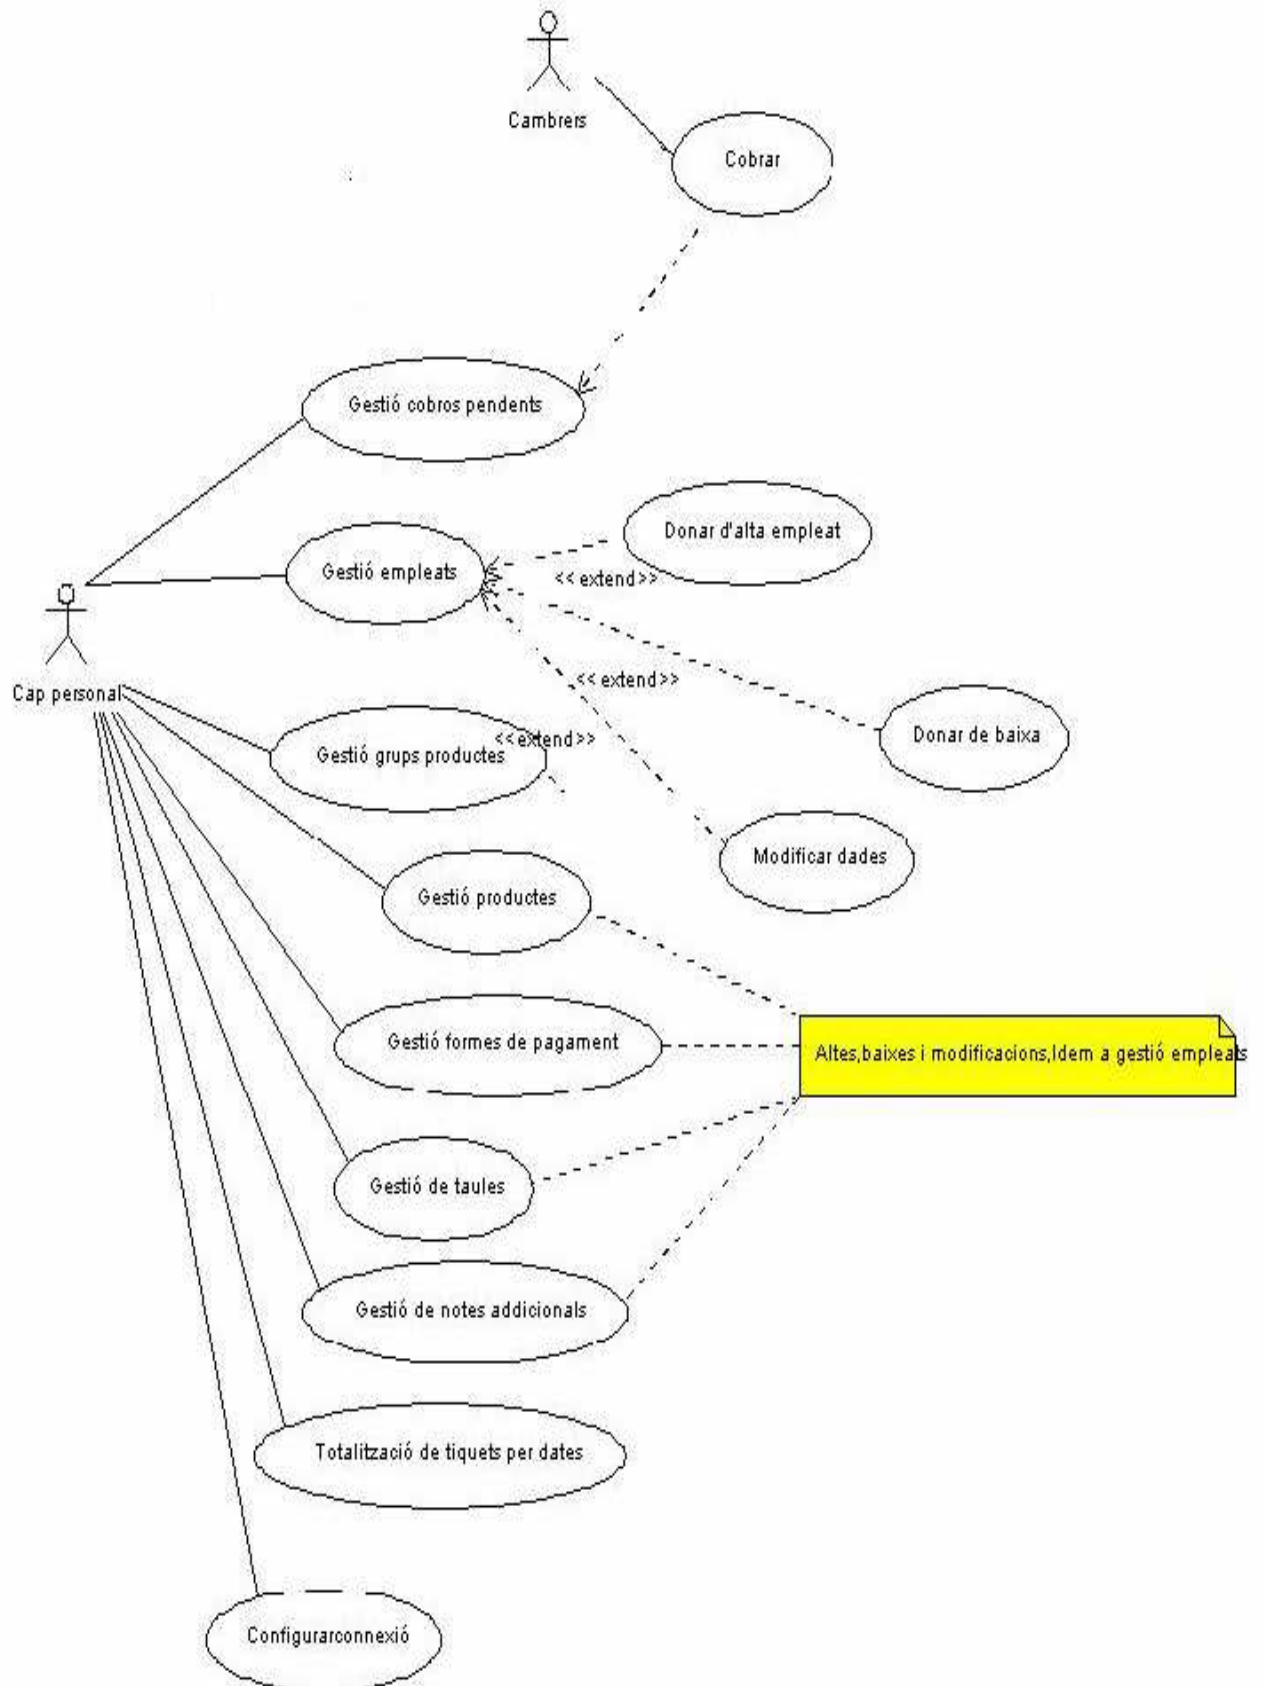 Cambrers
Cobrar
Gestió cobros pendents
Donar d'alta empleat
Gestió empleats
<< extend>>
Cap personal
<< extend>>
Donar de baixa
<<extend>>
Gestió grups productes
Modificar dades
Gestió productes
Gestió formes de pagament
Altes,baixes i modificacions,Idem a gestió empleats
Gestió de taules
Gestió de notes addicionals
Totalització de tiquets per dates
Configurarconnexió